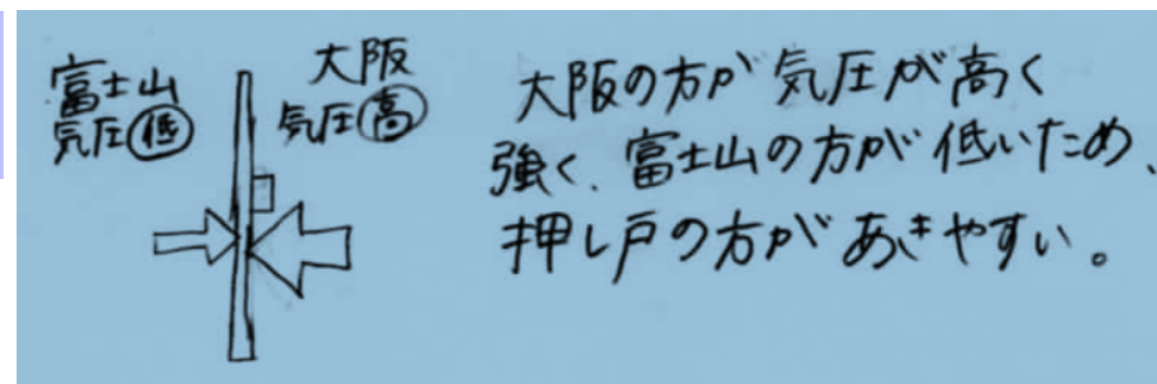 富士山
気圧低
大阪
気圧高
大阪の方が気圧が高く
強く、富士山の方が低いため、
押し戸の方があきやすい。